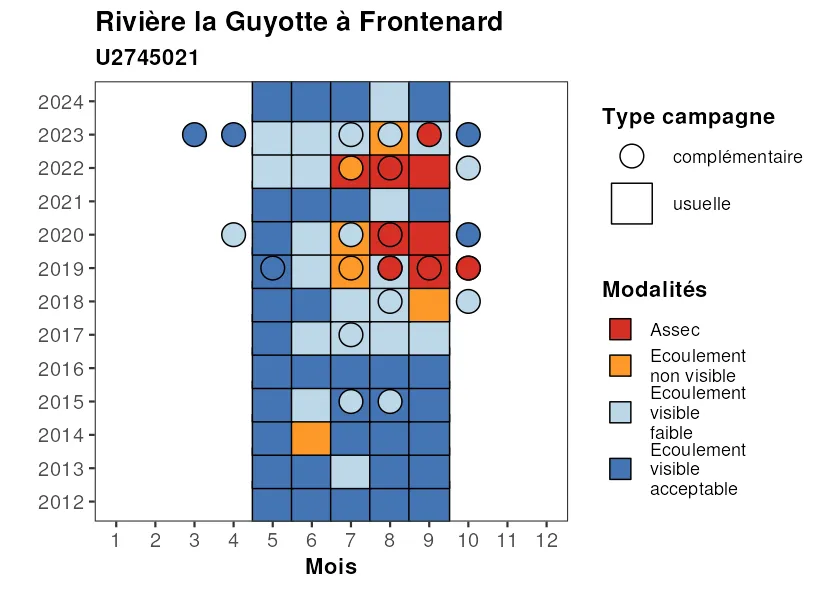 Rivière la Guyotte à Frontenard
U2745021
2024
2023
2022
2021
2020
2019
2018
2017
2016
2015
2014
2013
2012
1 2 3 4 5 6 7 8 9 10 11 12
Mois
Type campagne
complémentaire
usuelle
Modalités
Assec
Ecoulement
non visible
Ecoulement
visible
faible
Ecoulement
visible
acceptable